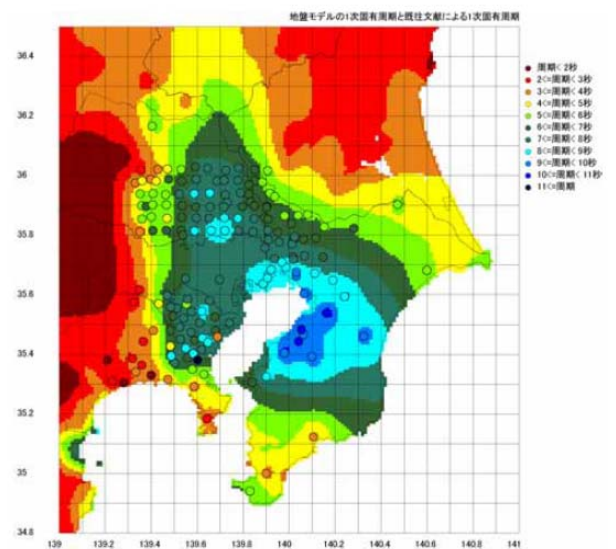 地盤モデルの1次固有周期と既往文献による1次固有周期
36.4
36.2
36
35.8
35.6
35.4
35.2
35
34.8
139
139.2
139.4
139.6
139.8
140
140.2
140.4
140.6
140.8
141
周期< 2秒
2<=周期< 3秒
3<=周期< 4秒
4<=周期< 5秒
5<=周期< 6秒
6<=周期< 7秒
7<=周期< 8秒
8<=周期< 9秒
9<=周期< 10秒
10<=周期< 11秒
11<=周期